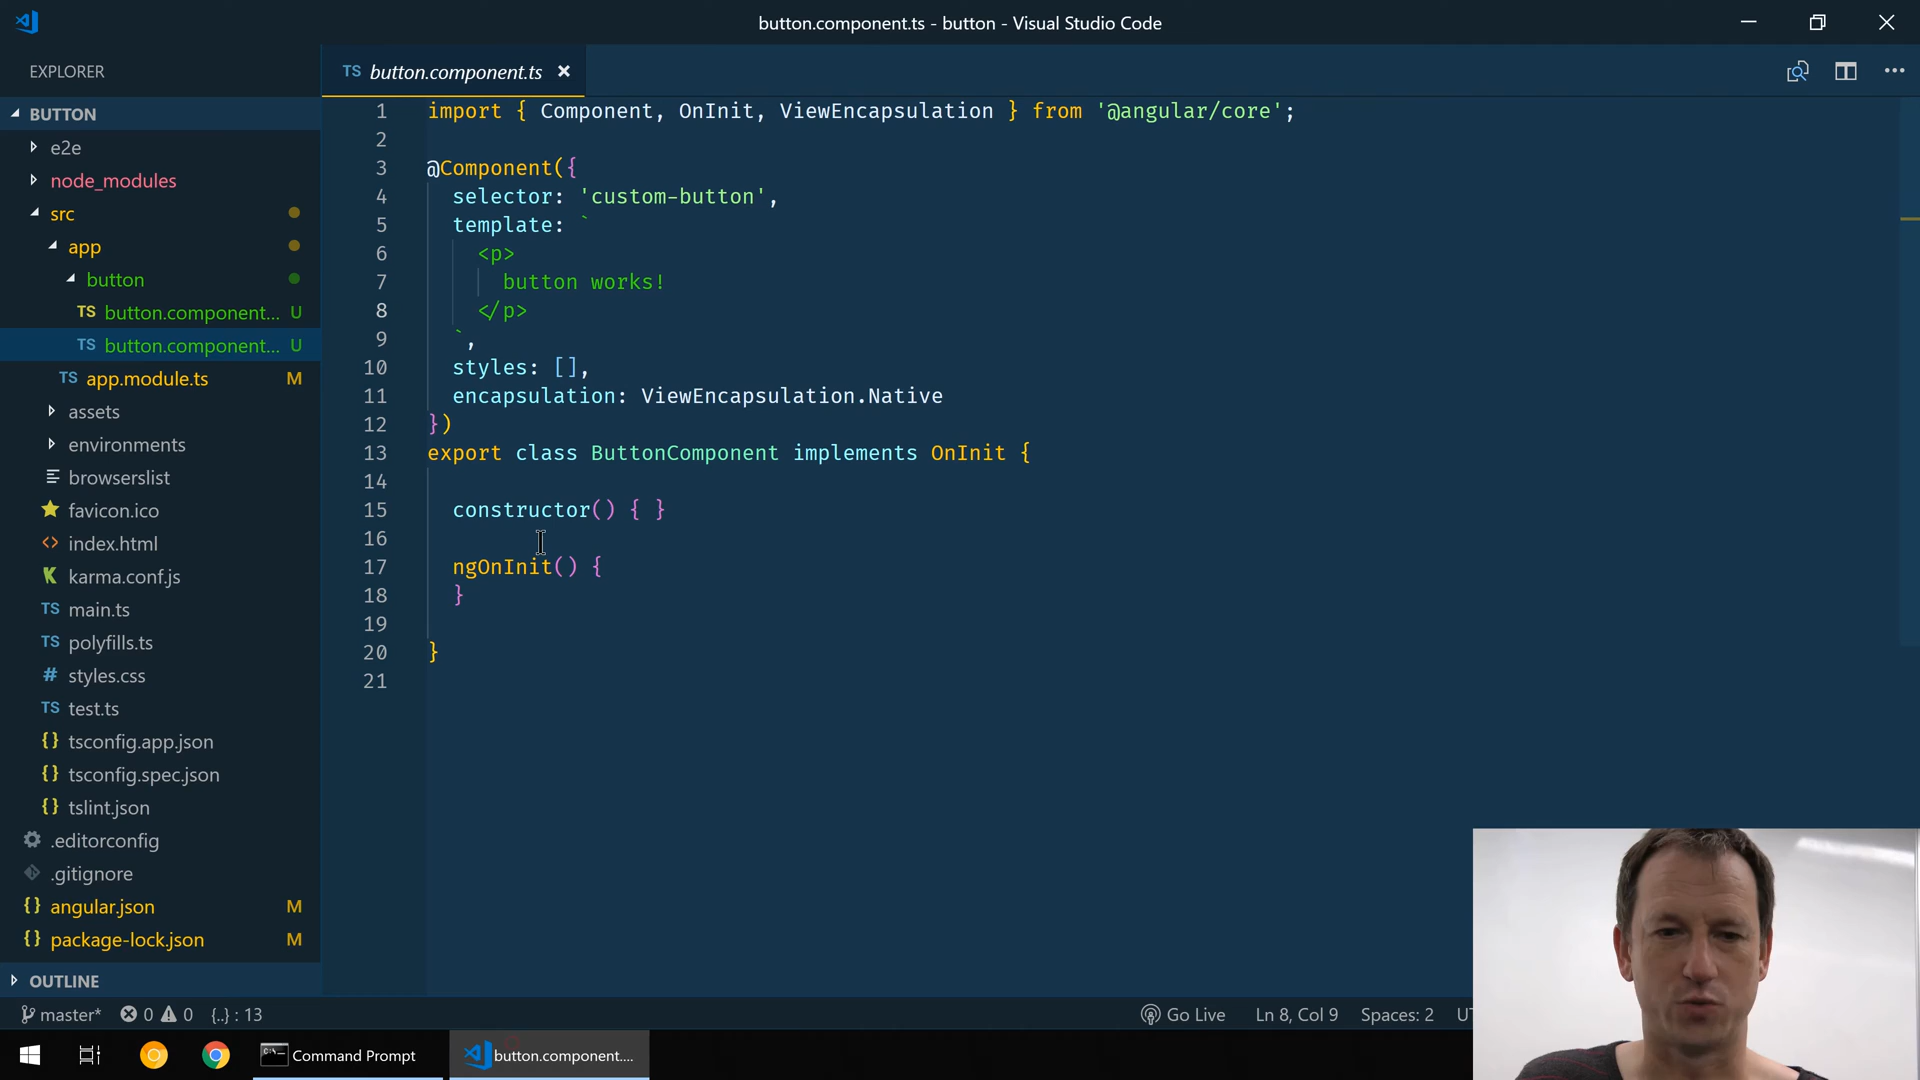 button.component.ts - button - Visual Studio Code
EXPLORER
TS button.component.ts
BUTTON
e2e
node_modules
src
app
button
TS button.component... U
TS button.component... U
TS app.module.ts M
assets
environments
browserslist
favicon.ico
<> index.html
karma.conf.js
TS main.ts
TS polyfills.ts
# styles.css
TS test.ts
{} tsconfig.app.json
{} tsconfig.spec.json
{} tslint.json
.editorconfig
.gitignore
{} angular.json M
{} package-lock.json M
OUTLINE
1 import { Component, OnInit, ViewEncapsulation } from '@angular/core';
2
3 @Component({
4 selector: 'custom-button',
5 template: `
6 <p>
7 button works!
8 </p>
9 `,
10 styles: [],
11 encapsulation: ViewEncapsulation.Native
12 })
13 export class ButtonComponent implements OnInit {
14
15 constructor() { }
16
17 ngOnInit() {
18 }
19
20 }
21
master* 0 0 {..} : 13 Go Live Ln 8, Col 9 Spaces: 2
Command Prompt button.component....